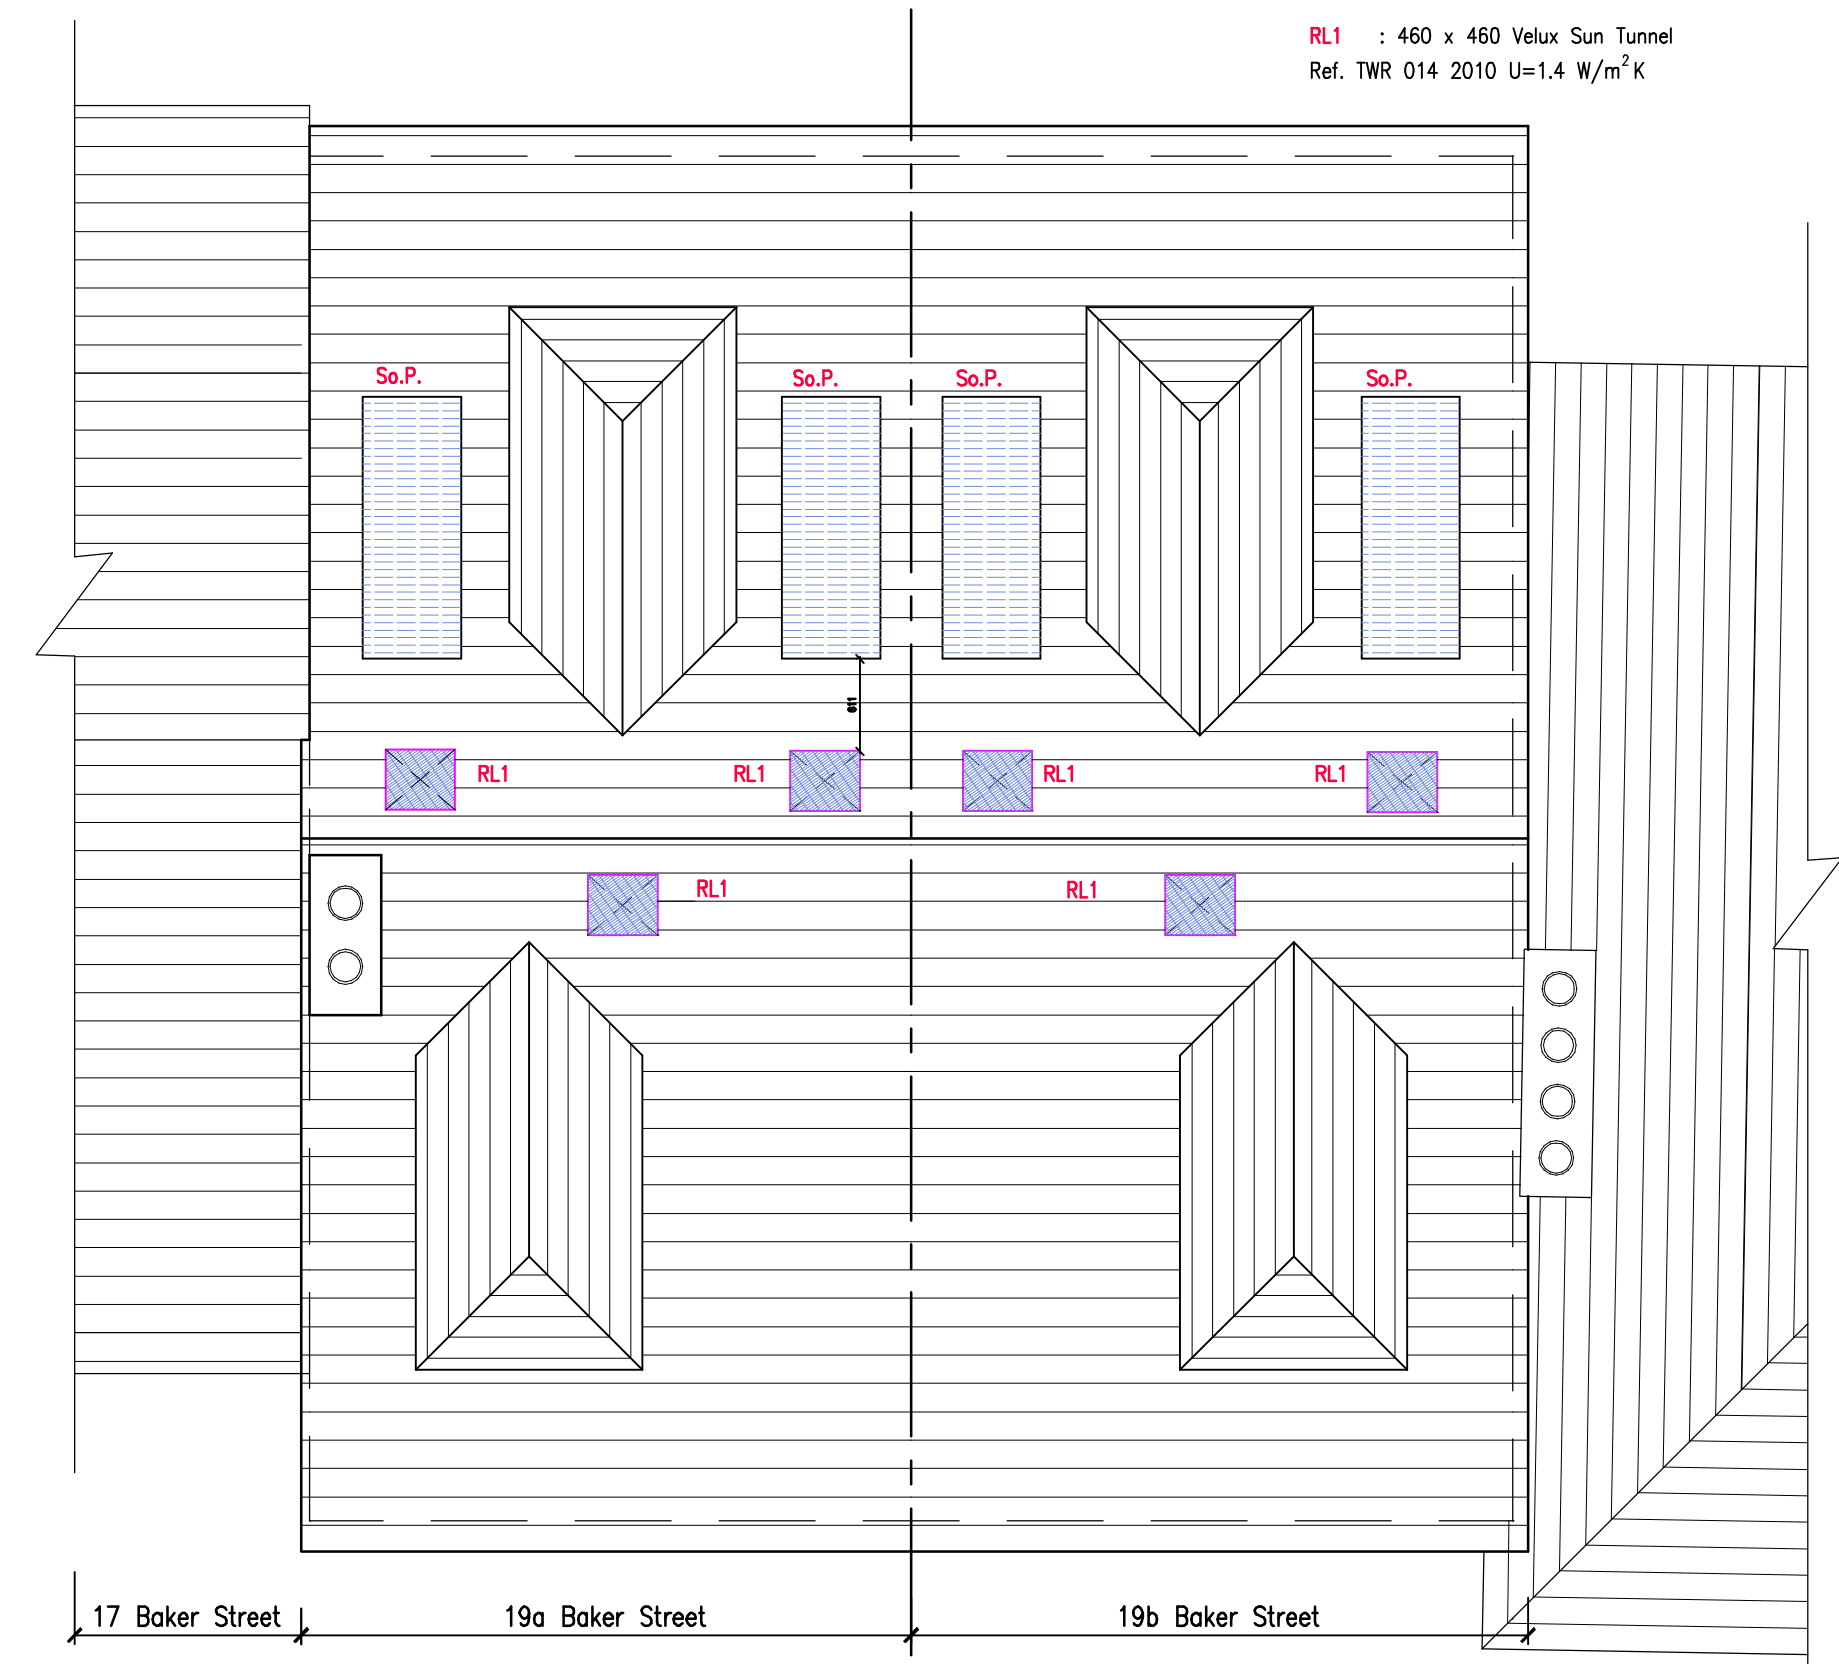 RL1 : 460 x 460 Velux Sun Tunnel
Ref. TWR 014 2010 U=1.4 W/m²K
So.P. So.P. So.P. So.P.
611
RL1 RL1 RL1 RL1
RL1 RL1
17 Baker Street 19a Baker Street 19b Baker Street